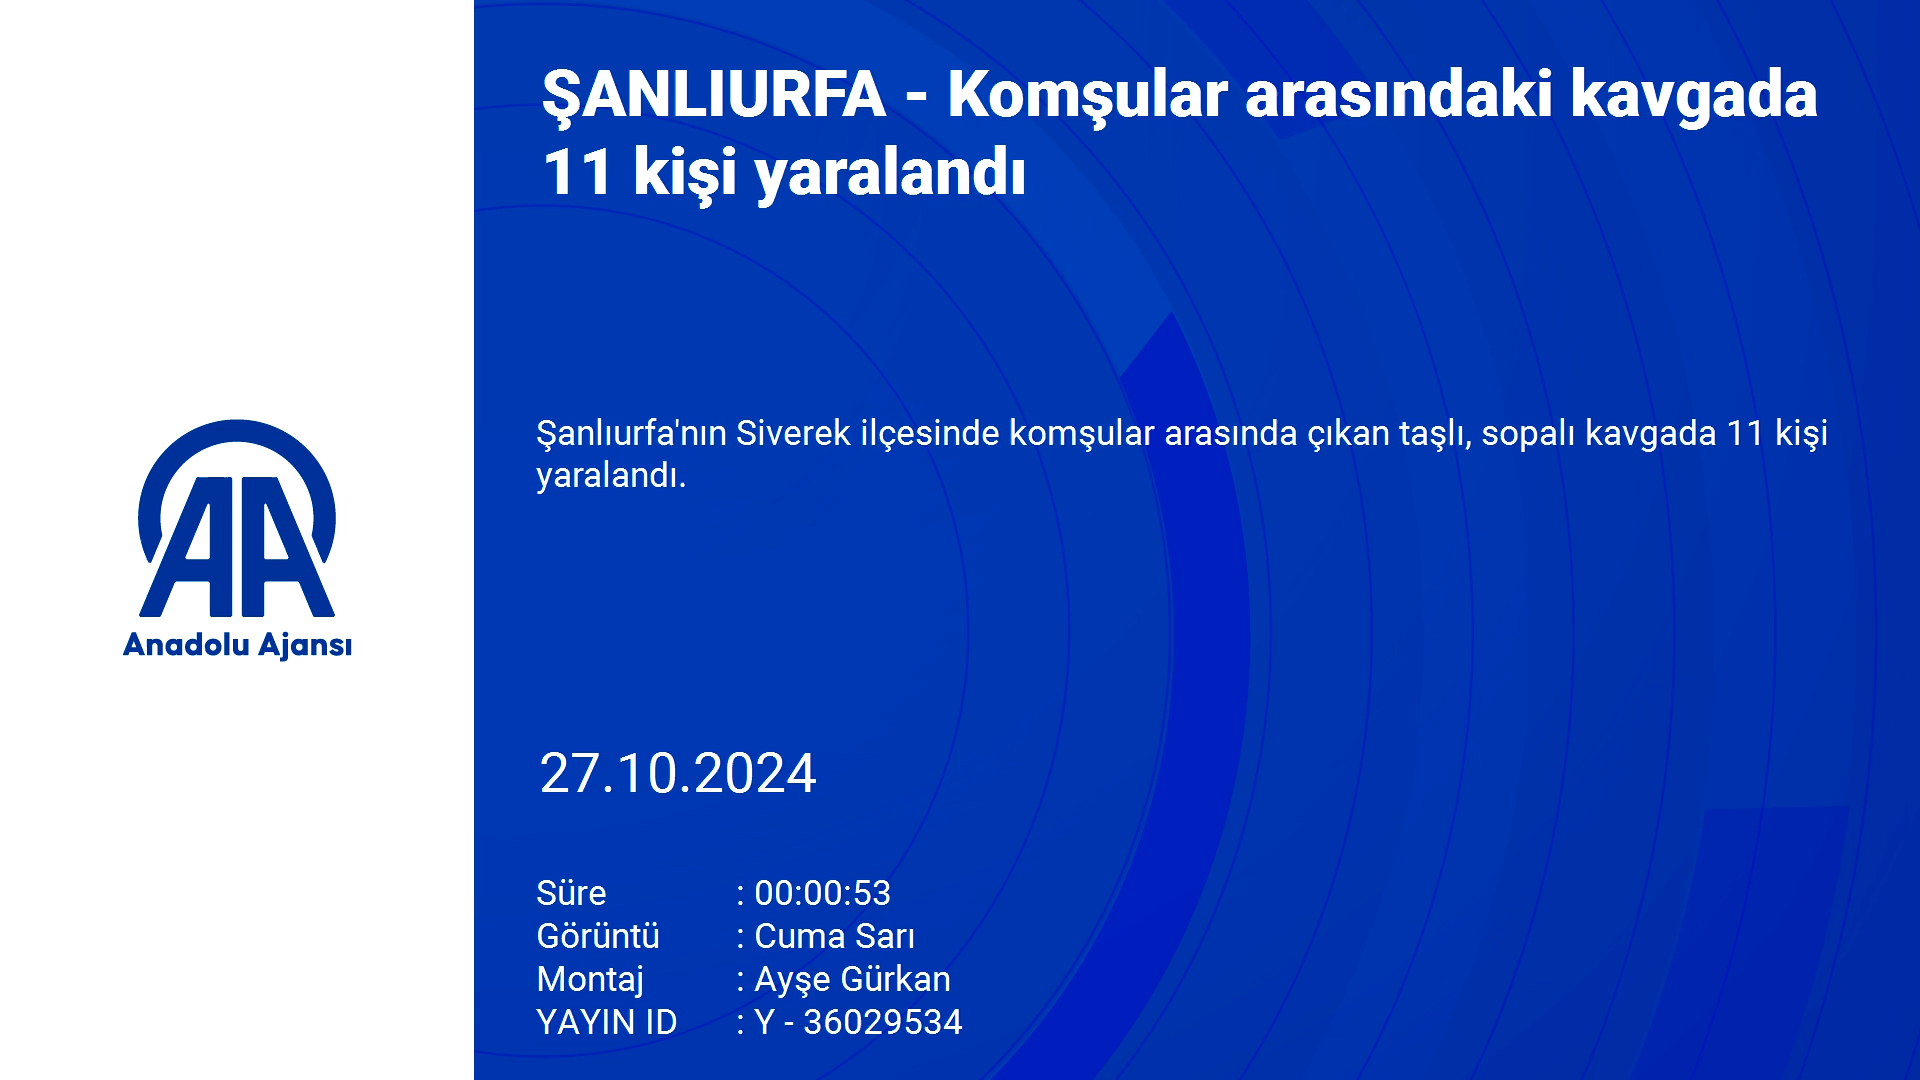 ŞANLIURFA - Komşular arasındaki kavgada
11 kişi yaralandı
Şanlıurfa'nın Siverek ilçesinde komşular arasında çıkan taşlı, sopalı kavgada 11 kişi
yaralandı.
AA
Anadolu Ajansı
27.10.2024
Süre : 00:00:53
Görüntü : Cuma Sarı
Montaj : Ayşe Gürkan
YAYIN ID : Y - 36029534